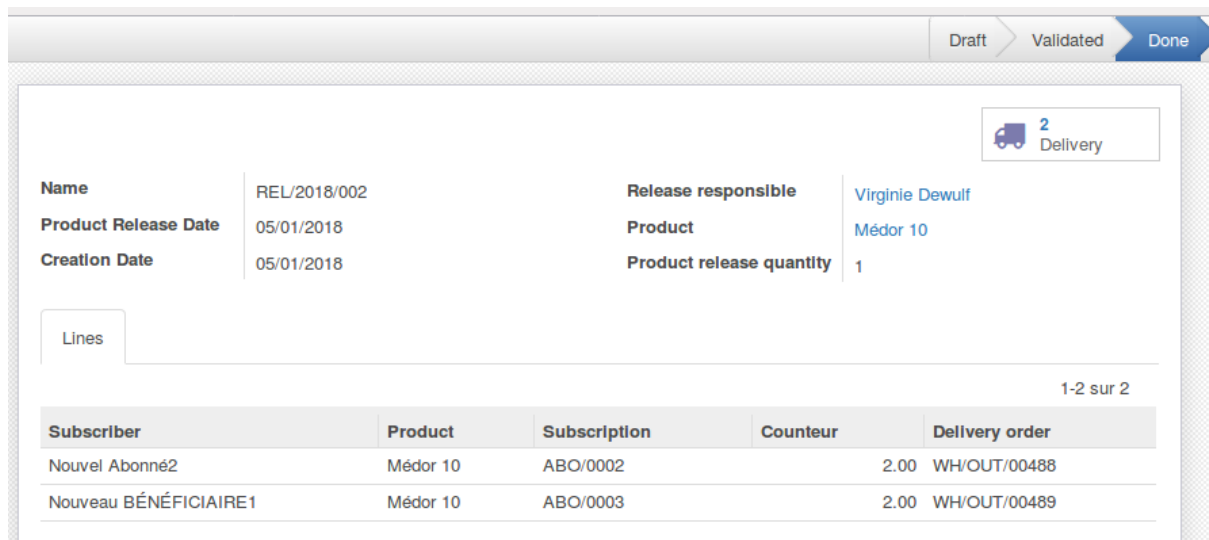 Draft Validated Done
2
Delivery
Name REL/2018/002 Release responsible Virginie Dewulf
Product Release Date 05/01/2018 Product Médor 10
Creation Date 05/01/2018 Product release quantity 1
Lines
1-2 sur 2
Subscriber Product Subscription Counteur Delivery order
Nouvel Abonné2 Médor 10 ABO/0002 2.00 WH/OUT/00488
Nouveau BÉNÉFICIAIRE1 Médor 10 ABO/0003 2.00 WH/OUT/00489